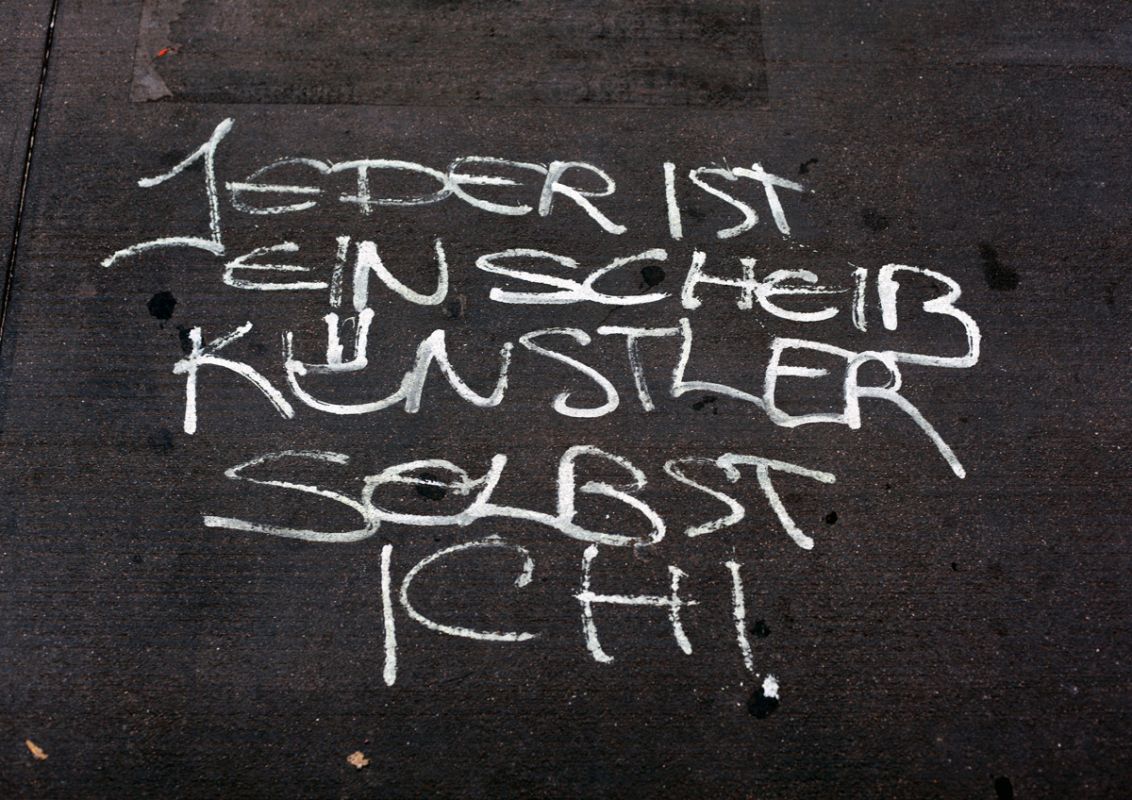 JEDER IST
EIN SCHEIß
KÜNSTLER
SELBST
ICH!